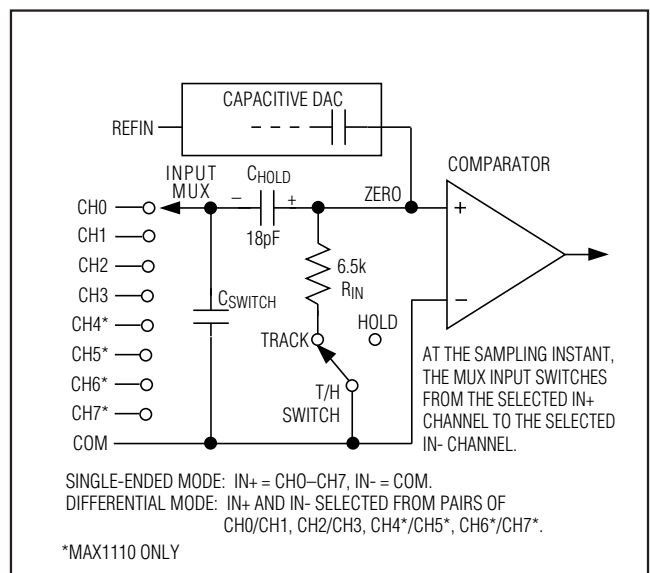 CAPACITIVE DAC
REFIN
COMPARATOR
INPUT
MUX
CHOLD
ZERO
– +
+
18pF
CH0
CH1
CH2
CH3
CH4*
CH5*
CH6*
CH7*
COM
CSWITCH
6.5k
RIN
–
HOLD
TRACK
T/H
SWITCH
AT THE SAMPLING INSTANT,
THE MUX INPUT SWITCHES
FROM THE SELECTED IN+
CHANNEL TO THE SELECTED
IN- CHANNEL.
SINGLE-ENDED MODE: IN+ = CHO–CH7, IN- = COM.
DIFFERENTIAL MODE: IN+ AND IN- SELECTED FROM PAIRS OF
CH0/CH1, CH2/CH3, CH4*/CH5*, CH6*/CH7*.
*MAX1110 ONLY